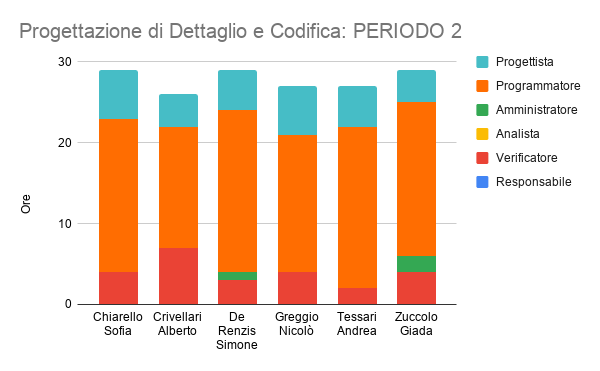 Progettazione di Dettaglio e Codifica: PERIODO 2
Progettista
Programmatore
Amministratore
Analista
Verificatore
Responsabile
Ore
30
20
10
0
Chiarello
Sofia
Crivellari
Alberto
De
Renzis
Simone
Greggio
Nicolò
Tessari
Andrea
Zuccolo
Giada